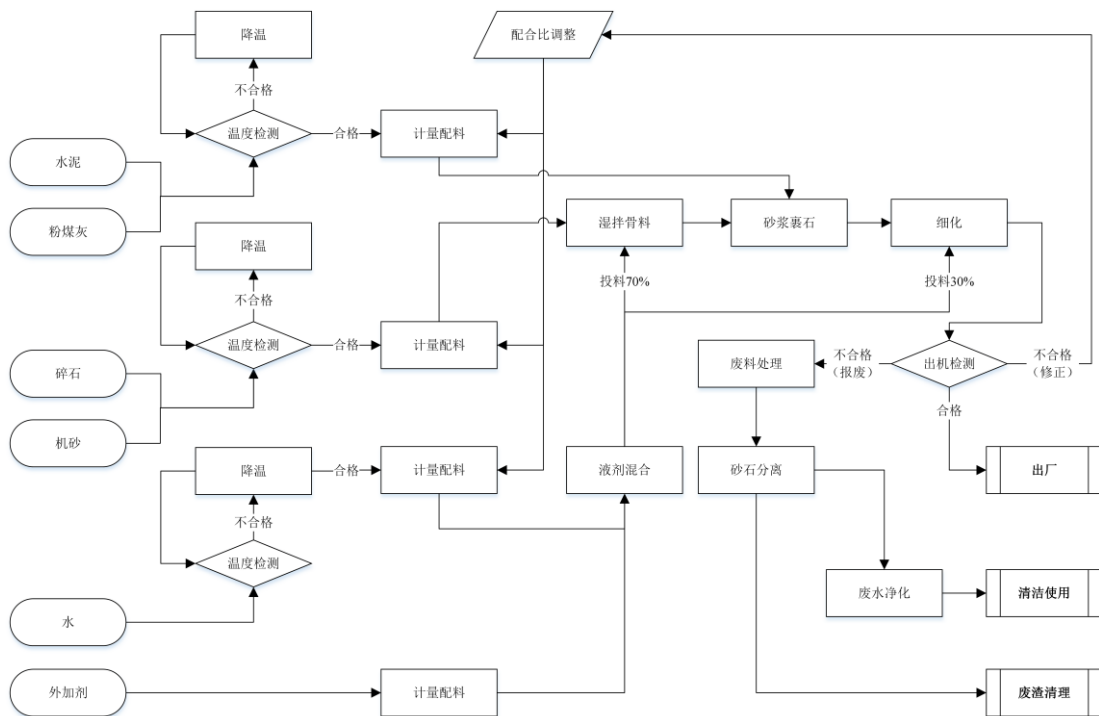 降温
配合比调整
不合格
温度检测
合格
计量配料
水泥
粉煤灰
降温
湿拌骨料
砂浆裹石
细化
不合格
投料70%
投料30%
温度检测
合格
计量配料
碎石
机砂
废料处理
不合格
（报废）
出机检测
不合格
（修正）
合格
降温
合格
计量配料
液剂混合
砂石分离
出厂
不合格
温度检测
水
废水净化
清洁使用
外加剂
计量配料
废渣清理